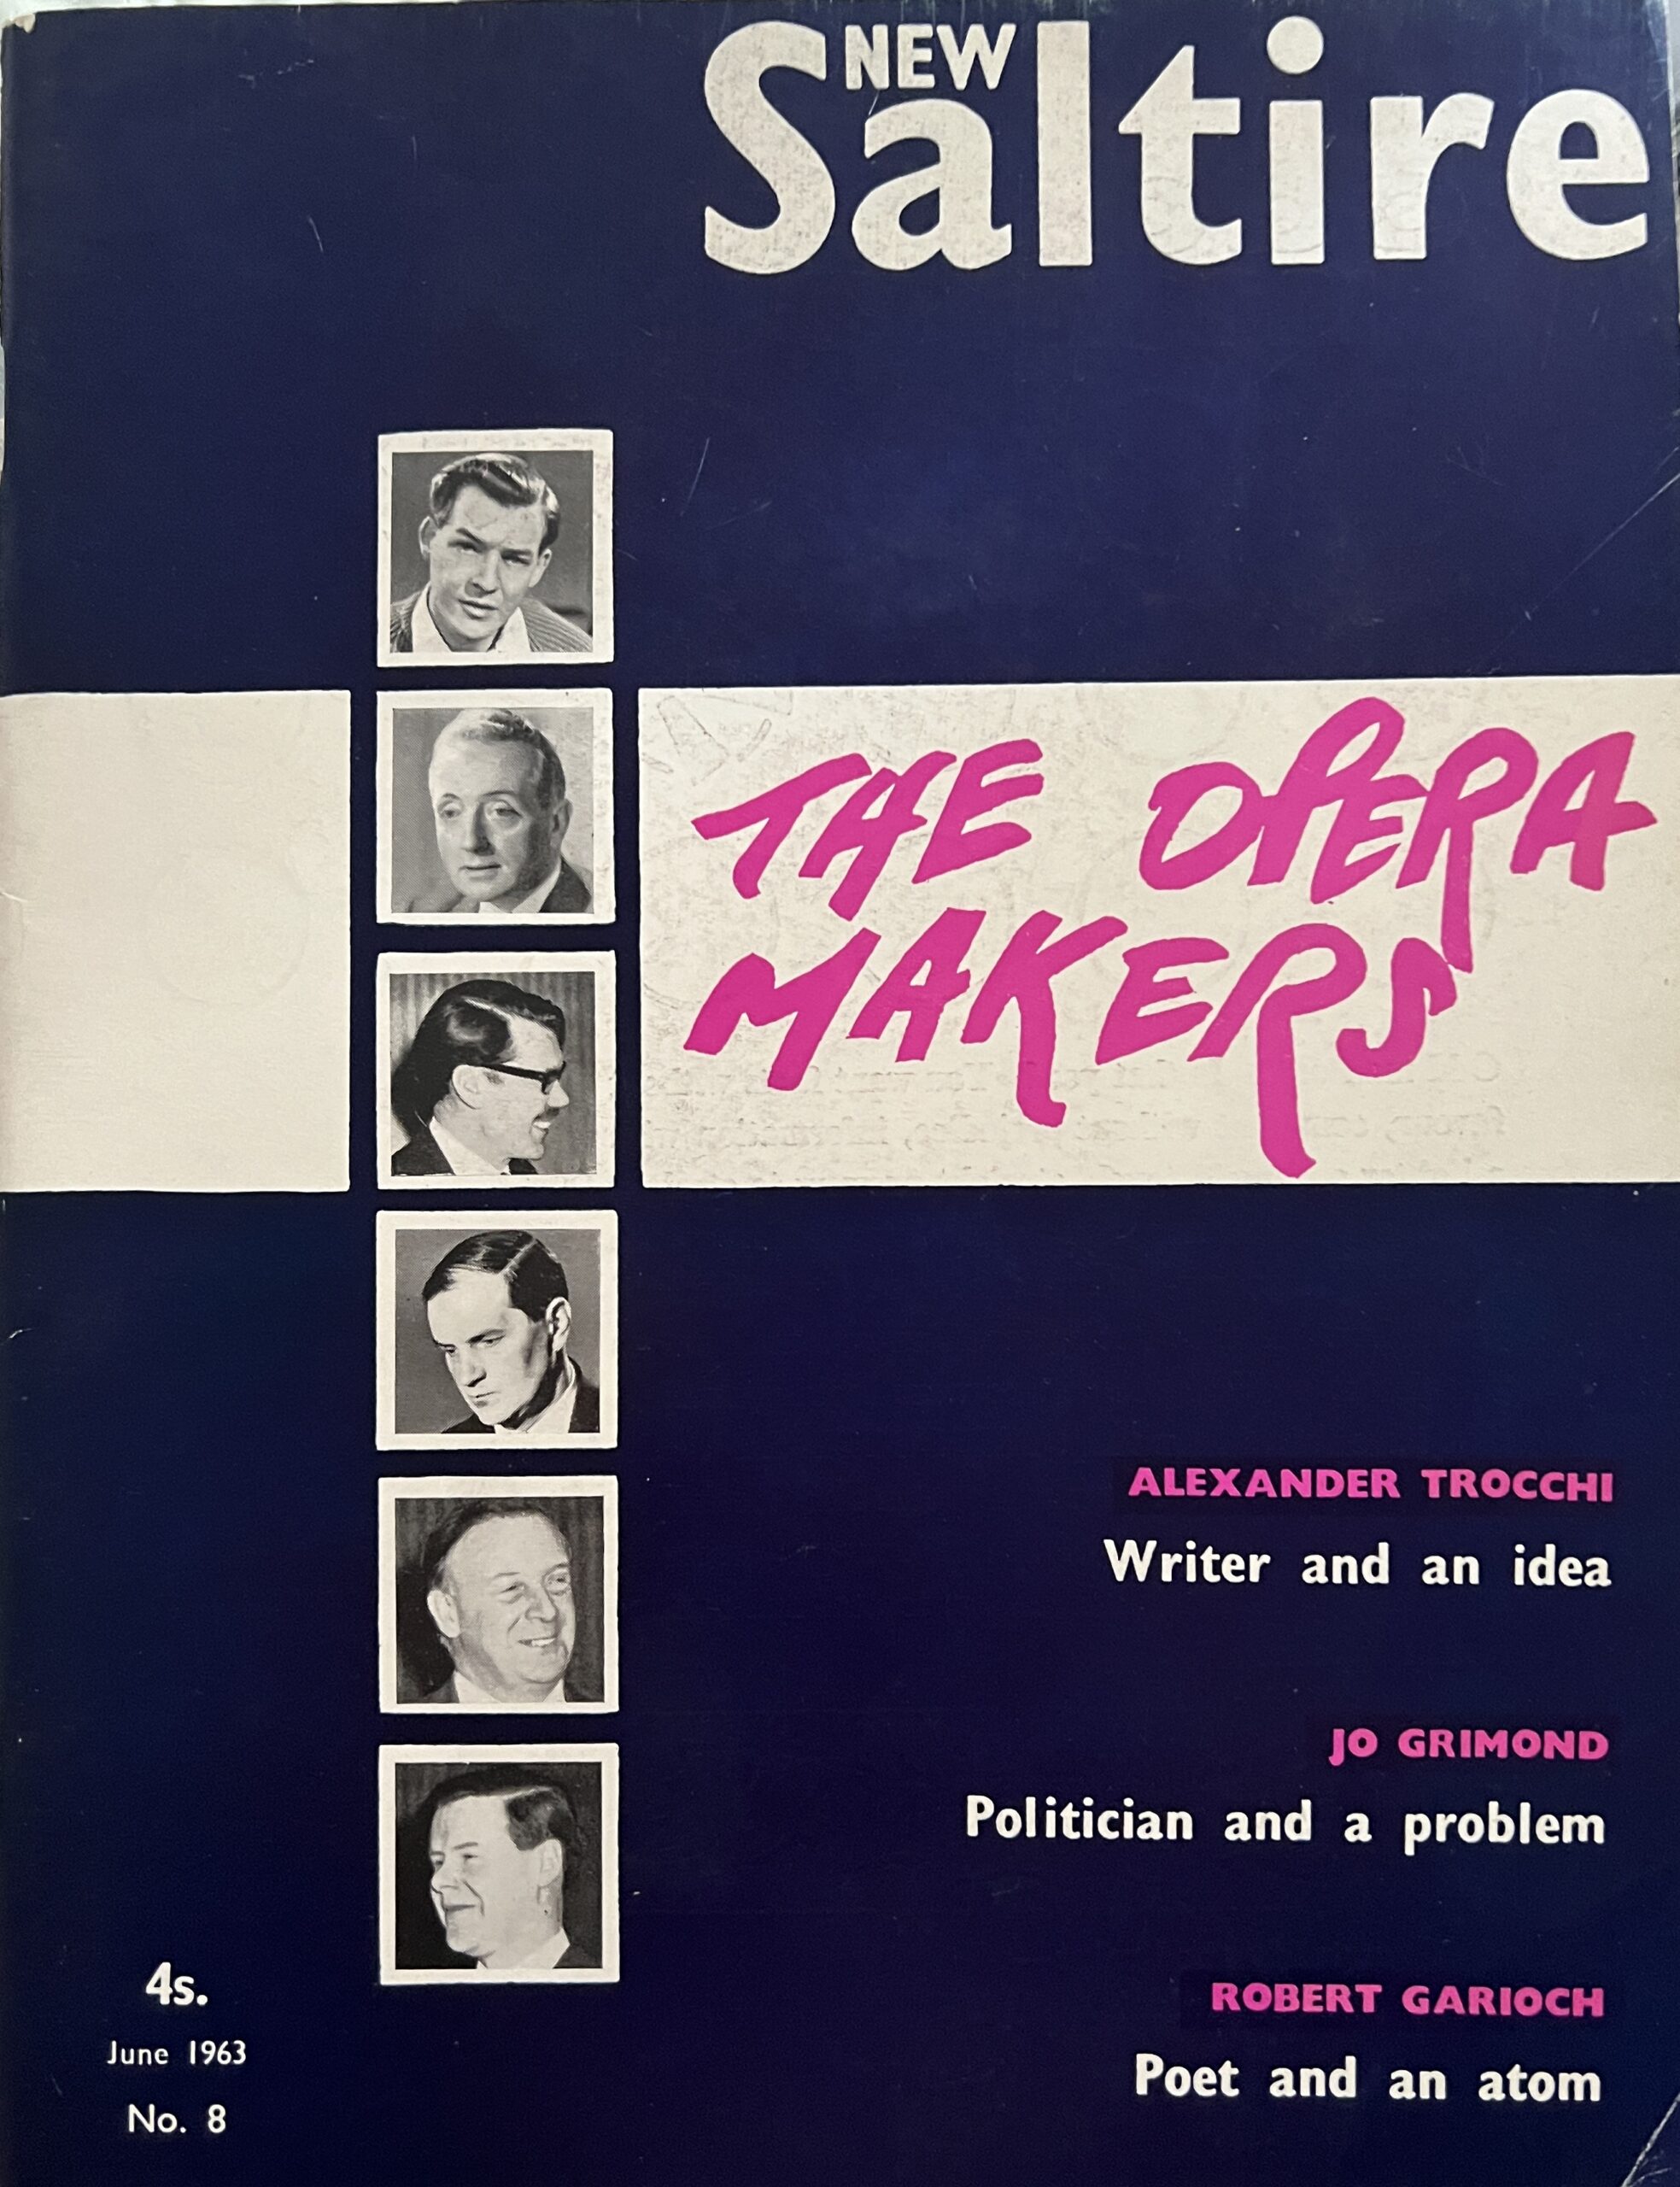 NEW
Saltire
THE OPERA
MAKERS
ALEXANDER TROCCHI
Writer and an idea
JO GRIMOND
Politician and a problem
ROBERT GARIOCH
Poet and an atom
4s.
June 1963
No. 8